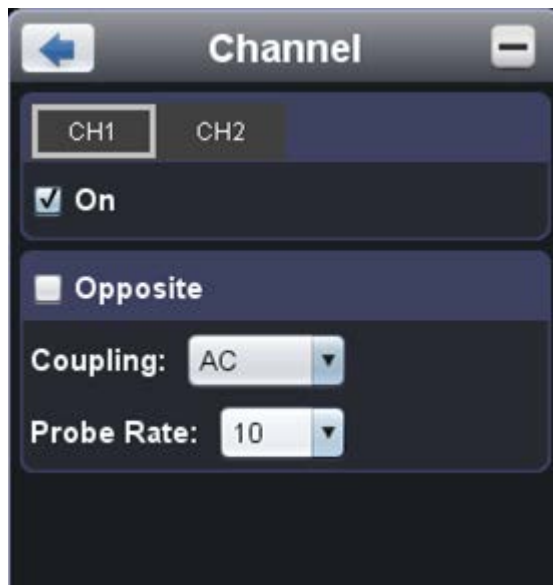 Channel
CH1 CH2
On
Opposite
Coupling: AC
Probe Rate: 10